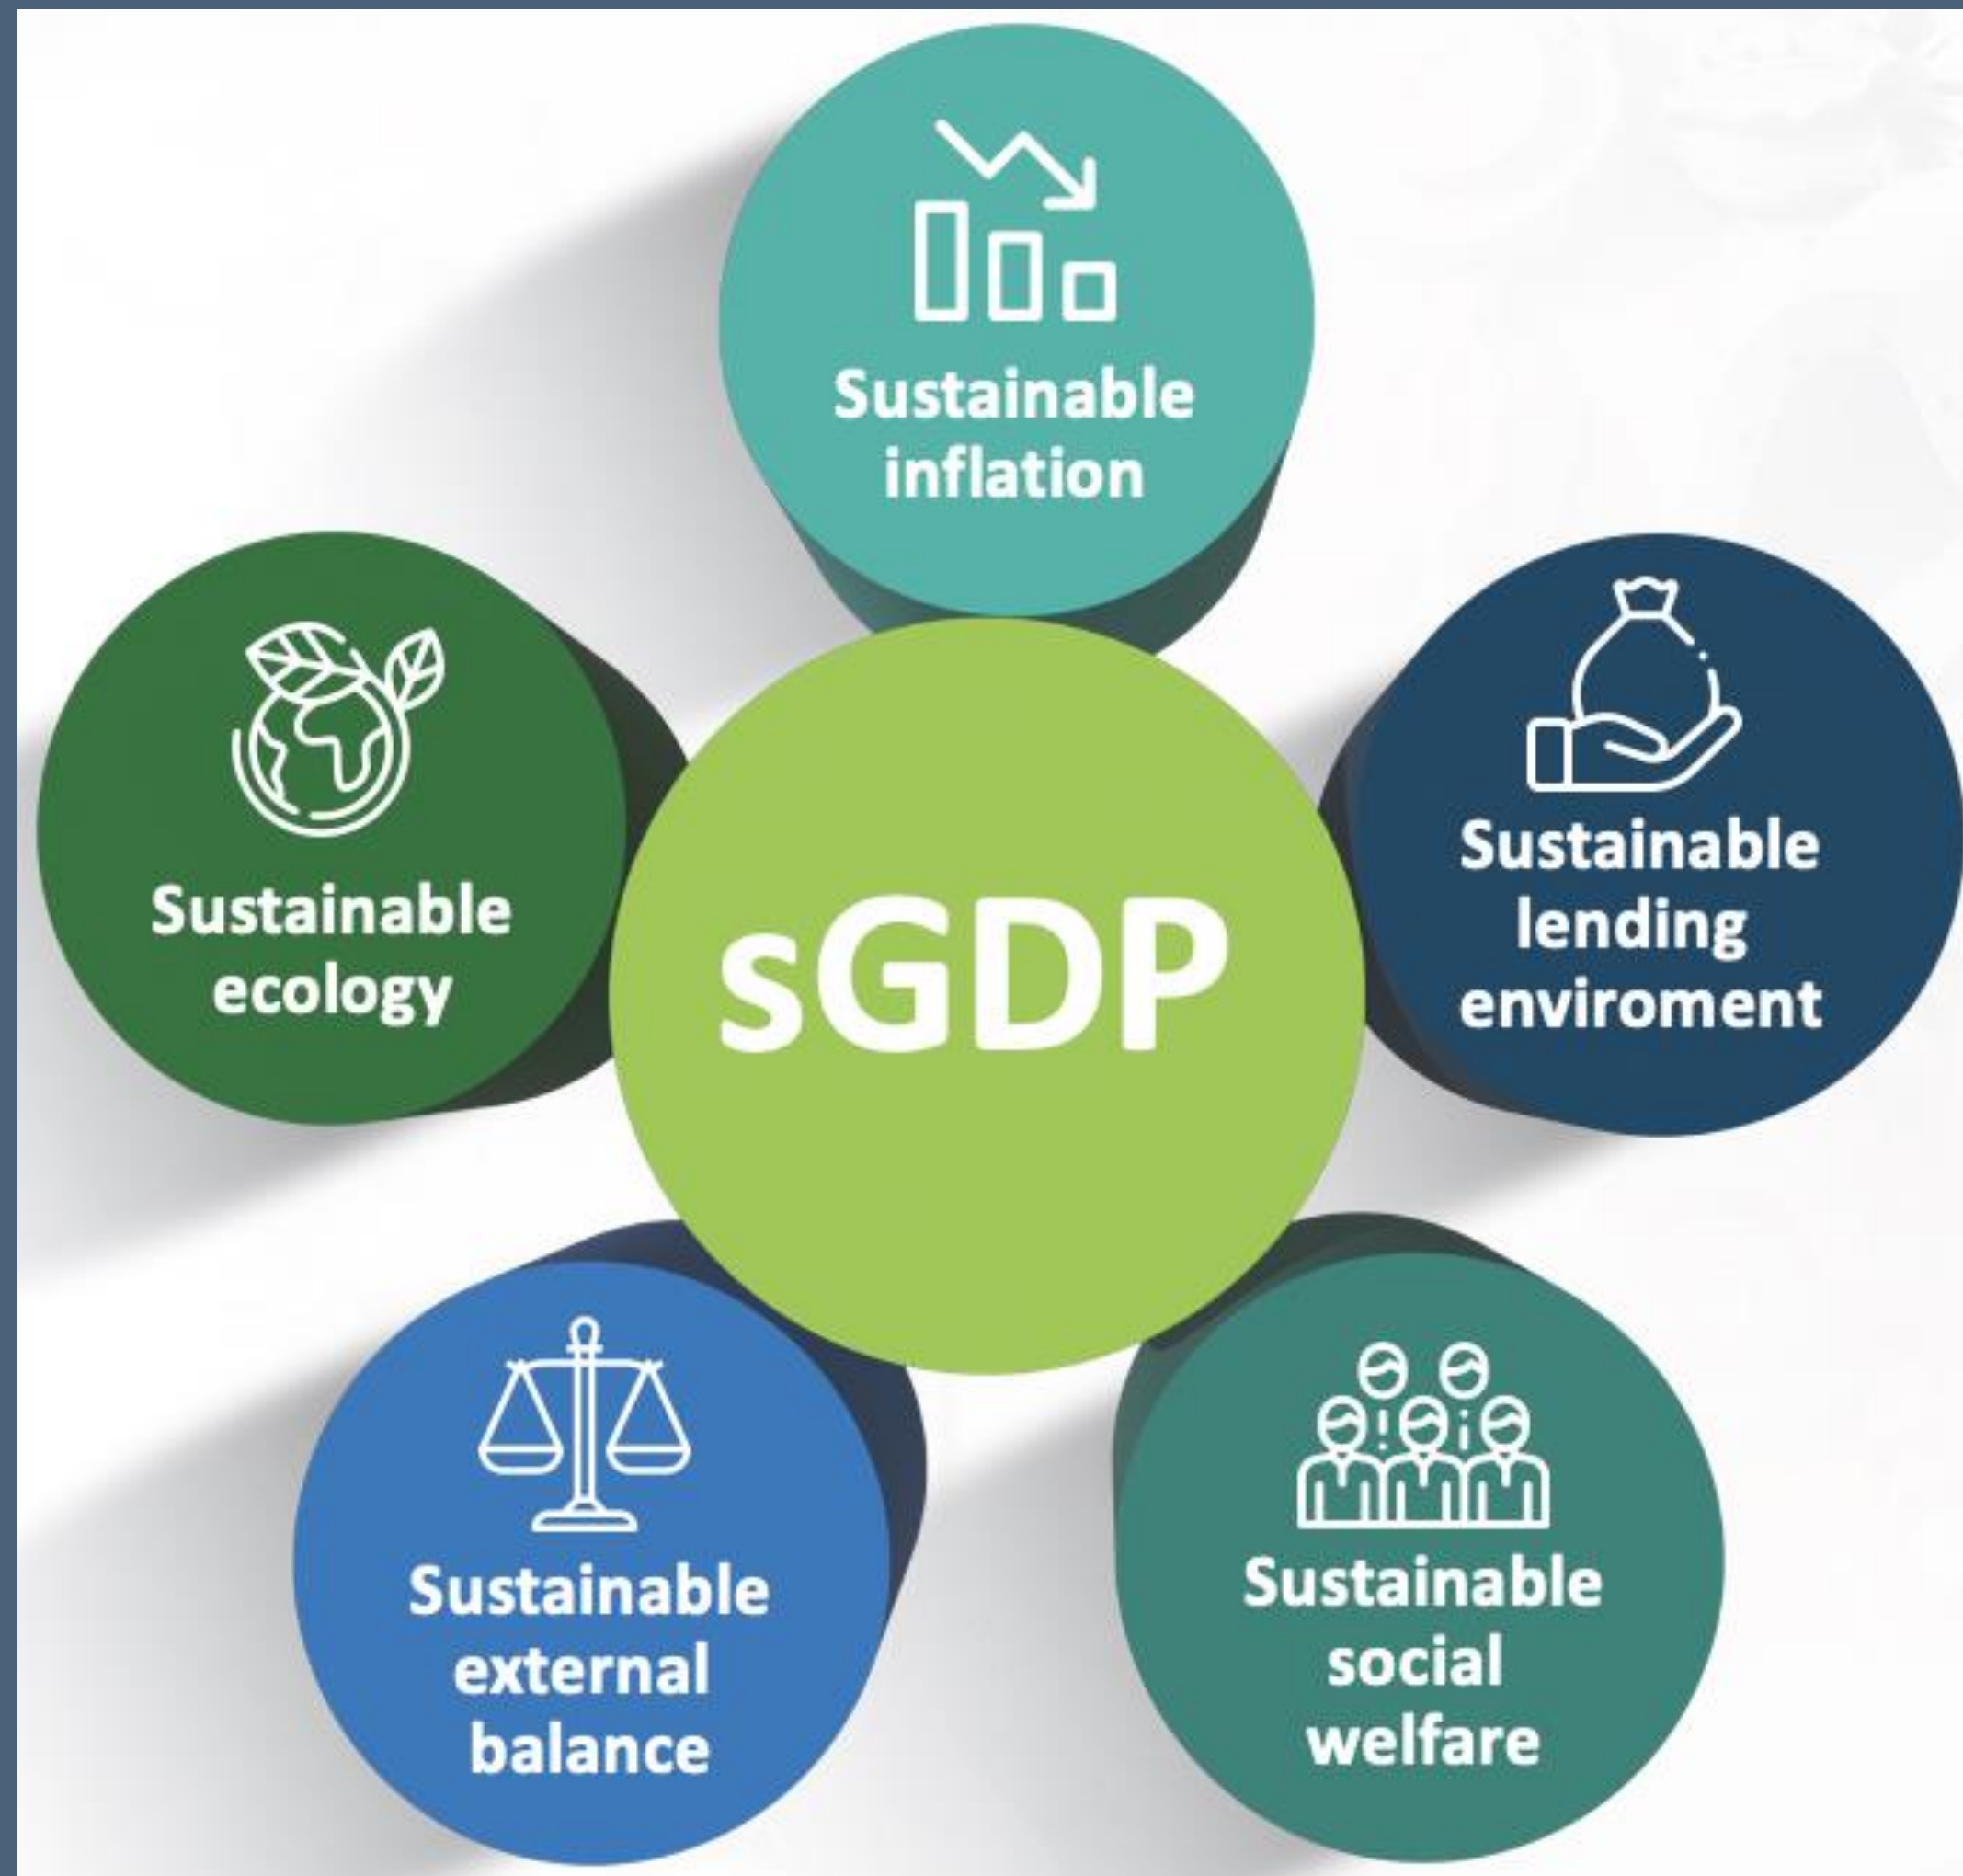 Sustainable
inflation
Sustainable
ecology
sGDP
Sustainable
lending
enviroment
Sustainable
external
balance
Sustainable
social
welfare